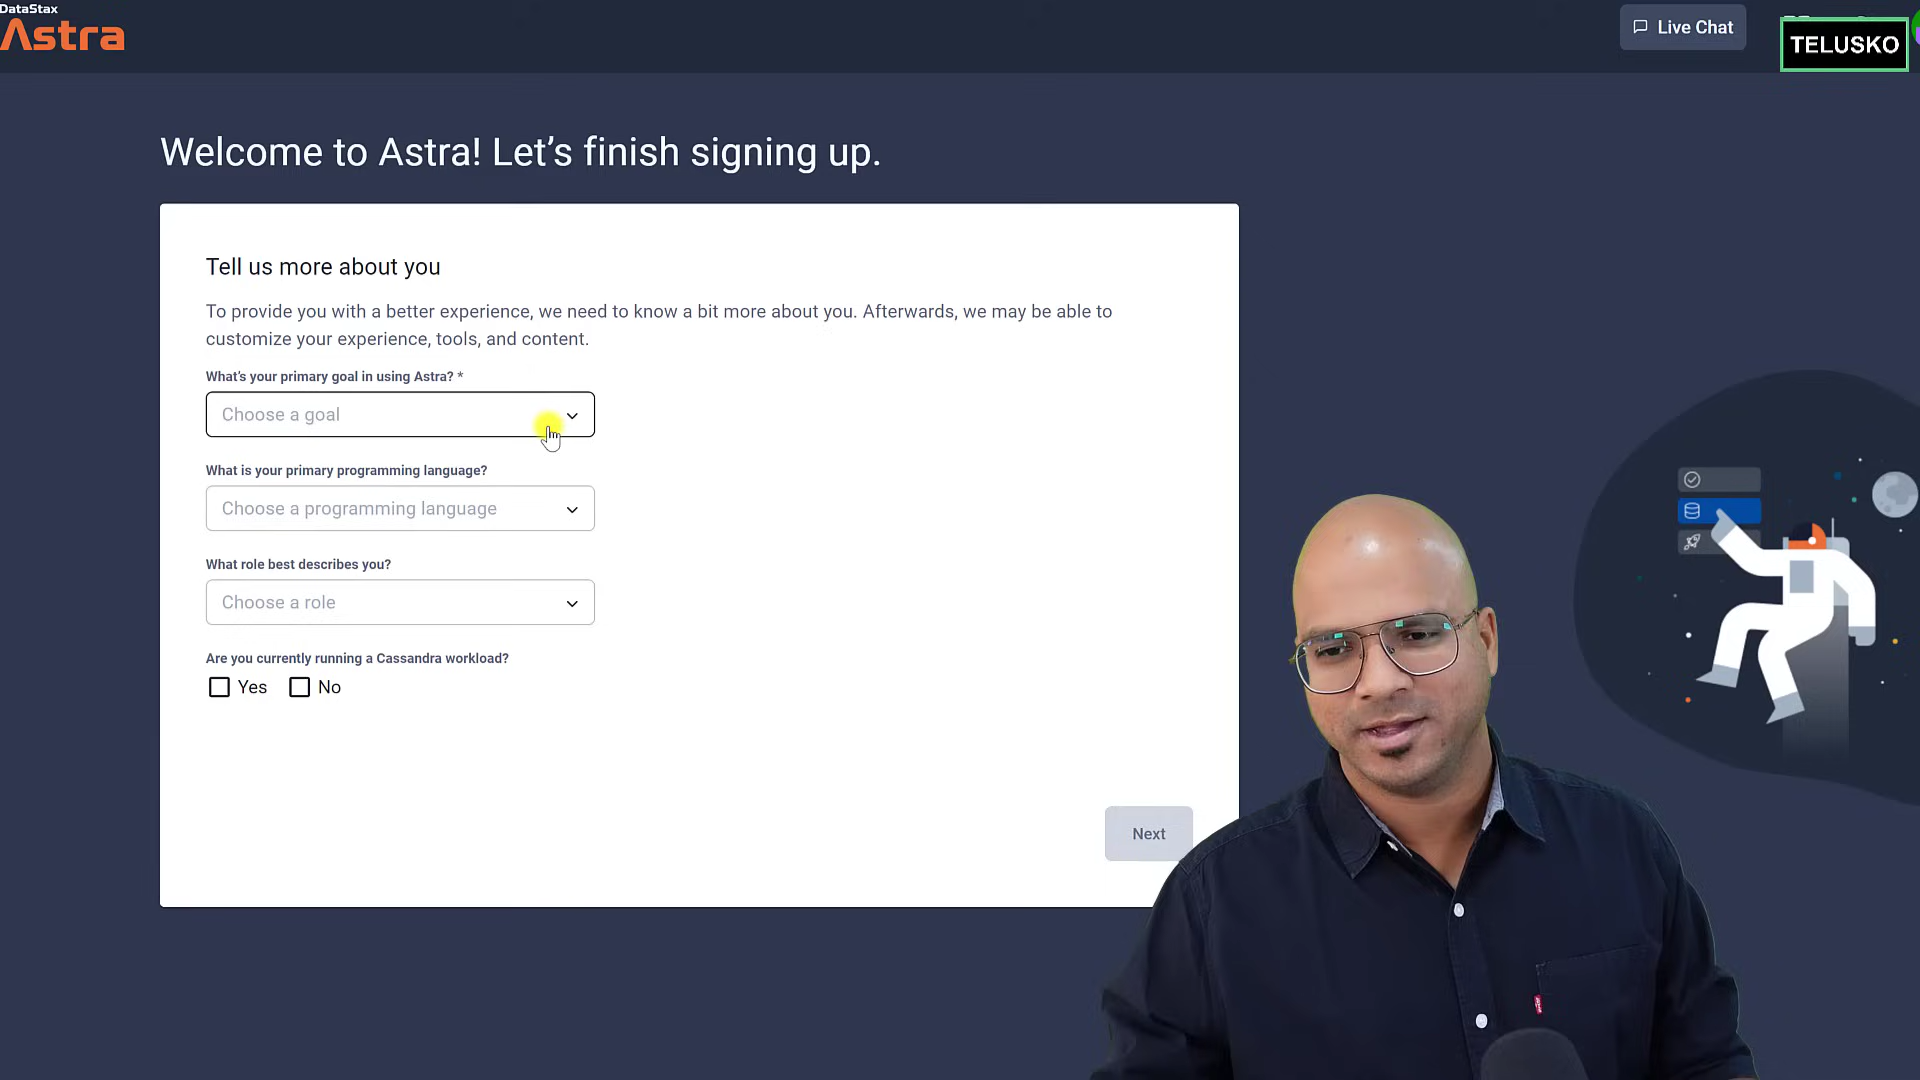 DataStax
Astra
Live Chat
TELUSKO
Welcome to Astra! Let’s finish signing up.
Tell us more about you
To provide you with a better experience, we need to know a bit more about you. Afterwards, we may be able to
customize your experience, tools, and content.
What’s your primary goal in using Astra? *
Choose a goal
What is your primary programming language?
Choose a programming language
What role best describes you?
Choose a role
Are you currently running a Cassandra workload?
Yes No
Next